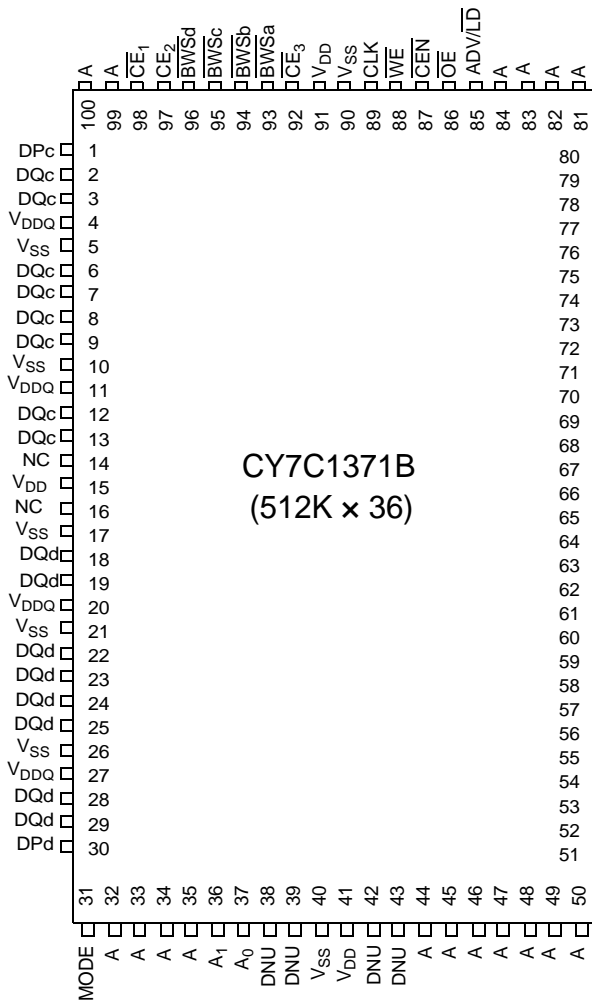 A A CE1 CE2 BWSd BWSc BWSb BWSa CE3 VDD VSS CLK WE CEN OE ADV/LD A A A A
100 99 98 97 96 95 94 93 92 91 90 89 88 87 86 85 84 83 82 81
DPc 1
DQc 2
DQc 3
VDDQ 4
VSS 5
DQc 6
DQc 7
DQc 8
DQc 9
VSS 10
VDDQ 11
DQc 12
DQc 13
NC 14
VDD 15
NC 16
VSS 17
DQd 18
DQd 19
VDDQ 20
VSS 21
DQd 22
DQd 23
DQd 24
DQd 25
VSS 26
VDDQ 27
DQd 28
DQd 29
DPd 30
CY7C1371B
(512K × 36)
80
79
78
77
76
75
74
73
72
71
70
69
68
67
66
65
64
63
62
61
60
59
58
57
56
55
54
53
52
51
31 32 33 34 35 36 37 38 39 40 41 42 43 44 45 46 47 48 49 50
MODE A A A A A1 A0 DNU DNU VSS VDD DNU DNU A A A A A A A